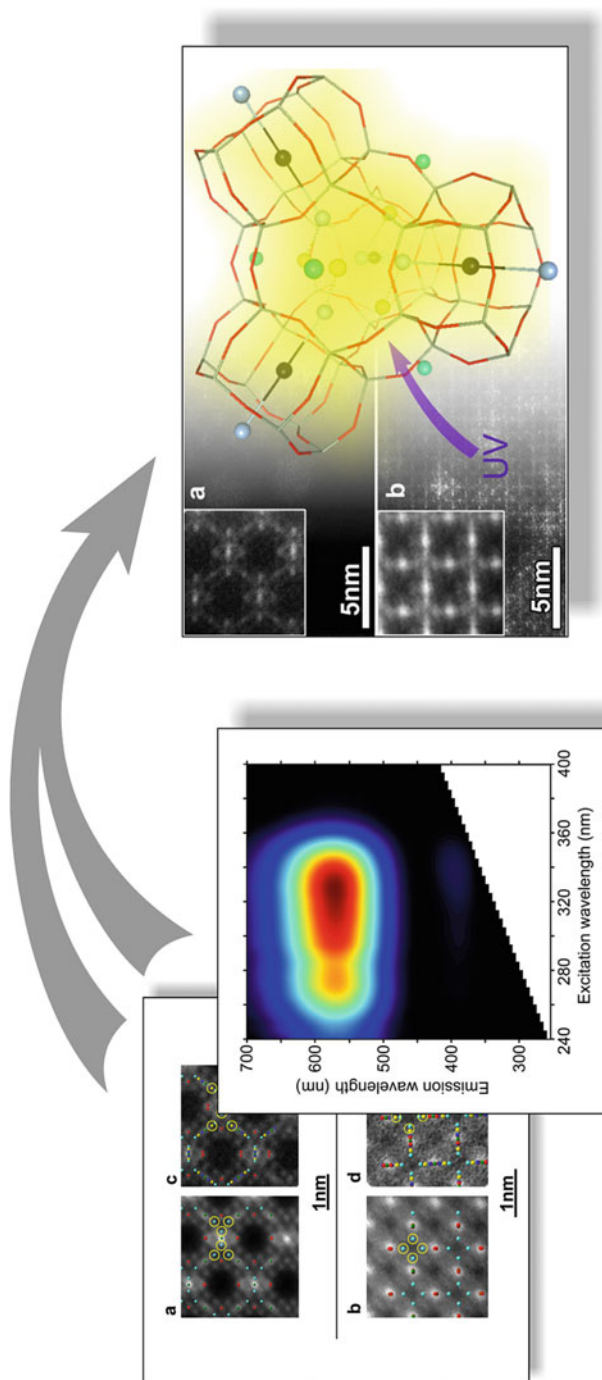 a
c
1nm
b
d
1nm
Emission wavelength (nm)
700
600
500
400
300
240
280
320
360
400
Excitation wavelength (nm)
a
5nm
b
5nm
UV